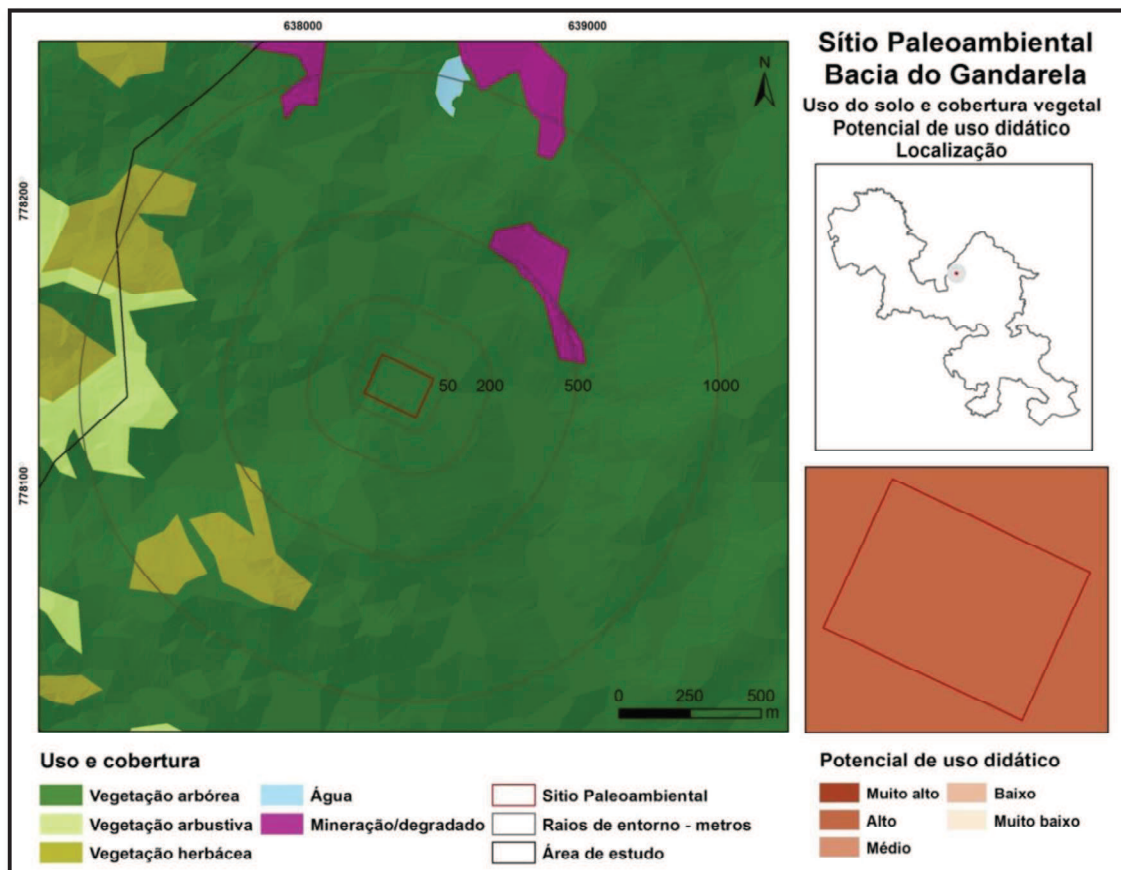 638000
639000
778200
778100
N
50
200
500
1000
0
250
500
m
Sítio Paleoambiental
Bacia do Gandarela
Uso do solo e cobertura vegetal
Potencial de uso didático
Localização
Uso e cobertura
Vegetação arbórea
Vegetação arbustiva
Vegetação herbácea
Água
Mineração/degradado
Sitio Paleoambiental
Raios de entorno - metros
Área de estudo
Potencial de uso didático
Muito alto
Alto
Médio
Baixo
Muito baixo